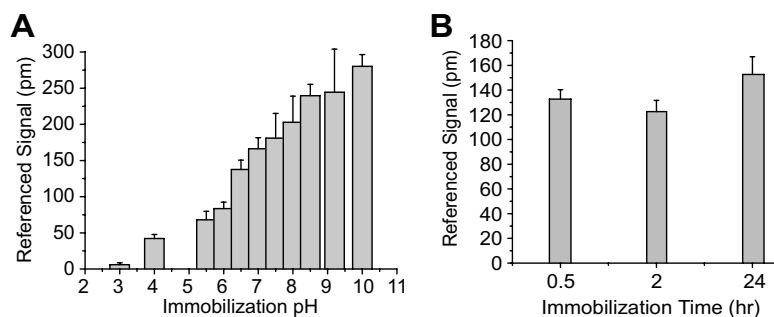 A
Referenced Signal (pm)
300
250
200
150
100
50
0
2 3 4 5 6 7 8 9 10 11
Immobilization pH
B
Referenced Signal (pm)
180
160
140
120
100
80
60
40
20
0
0.5 2 24
Immobilization Time (hr)